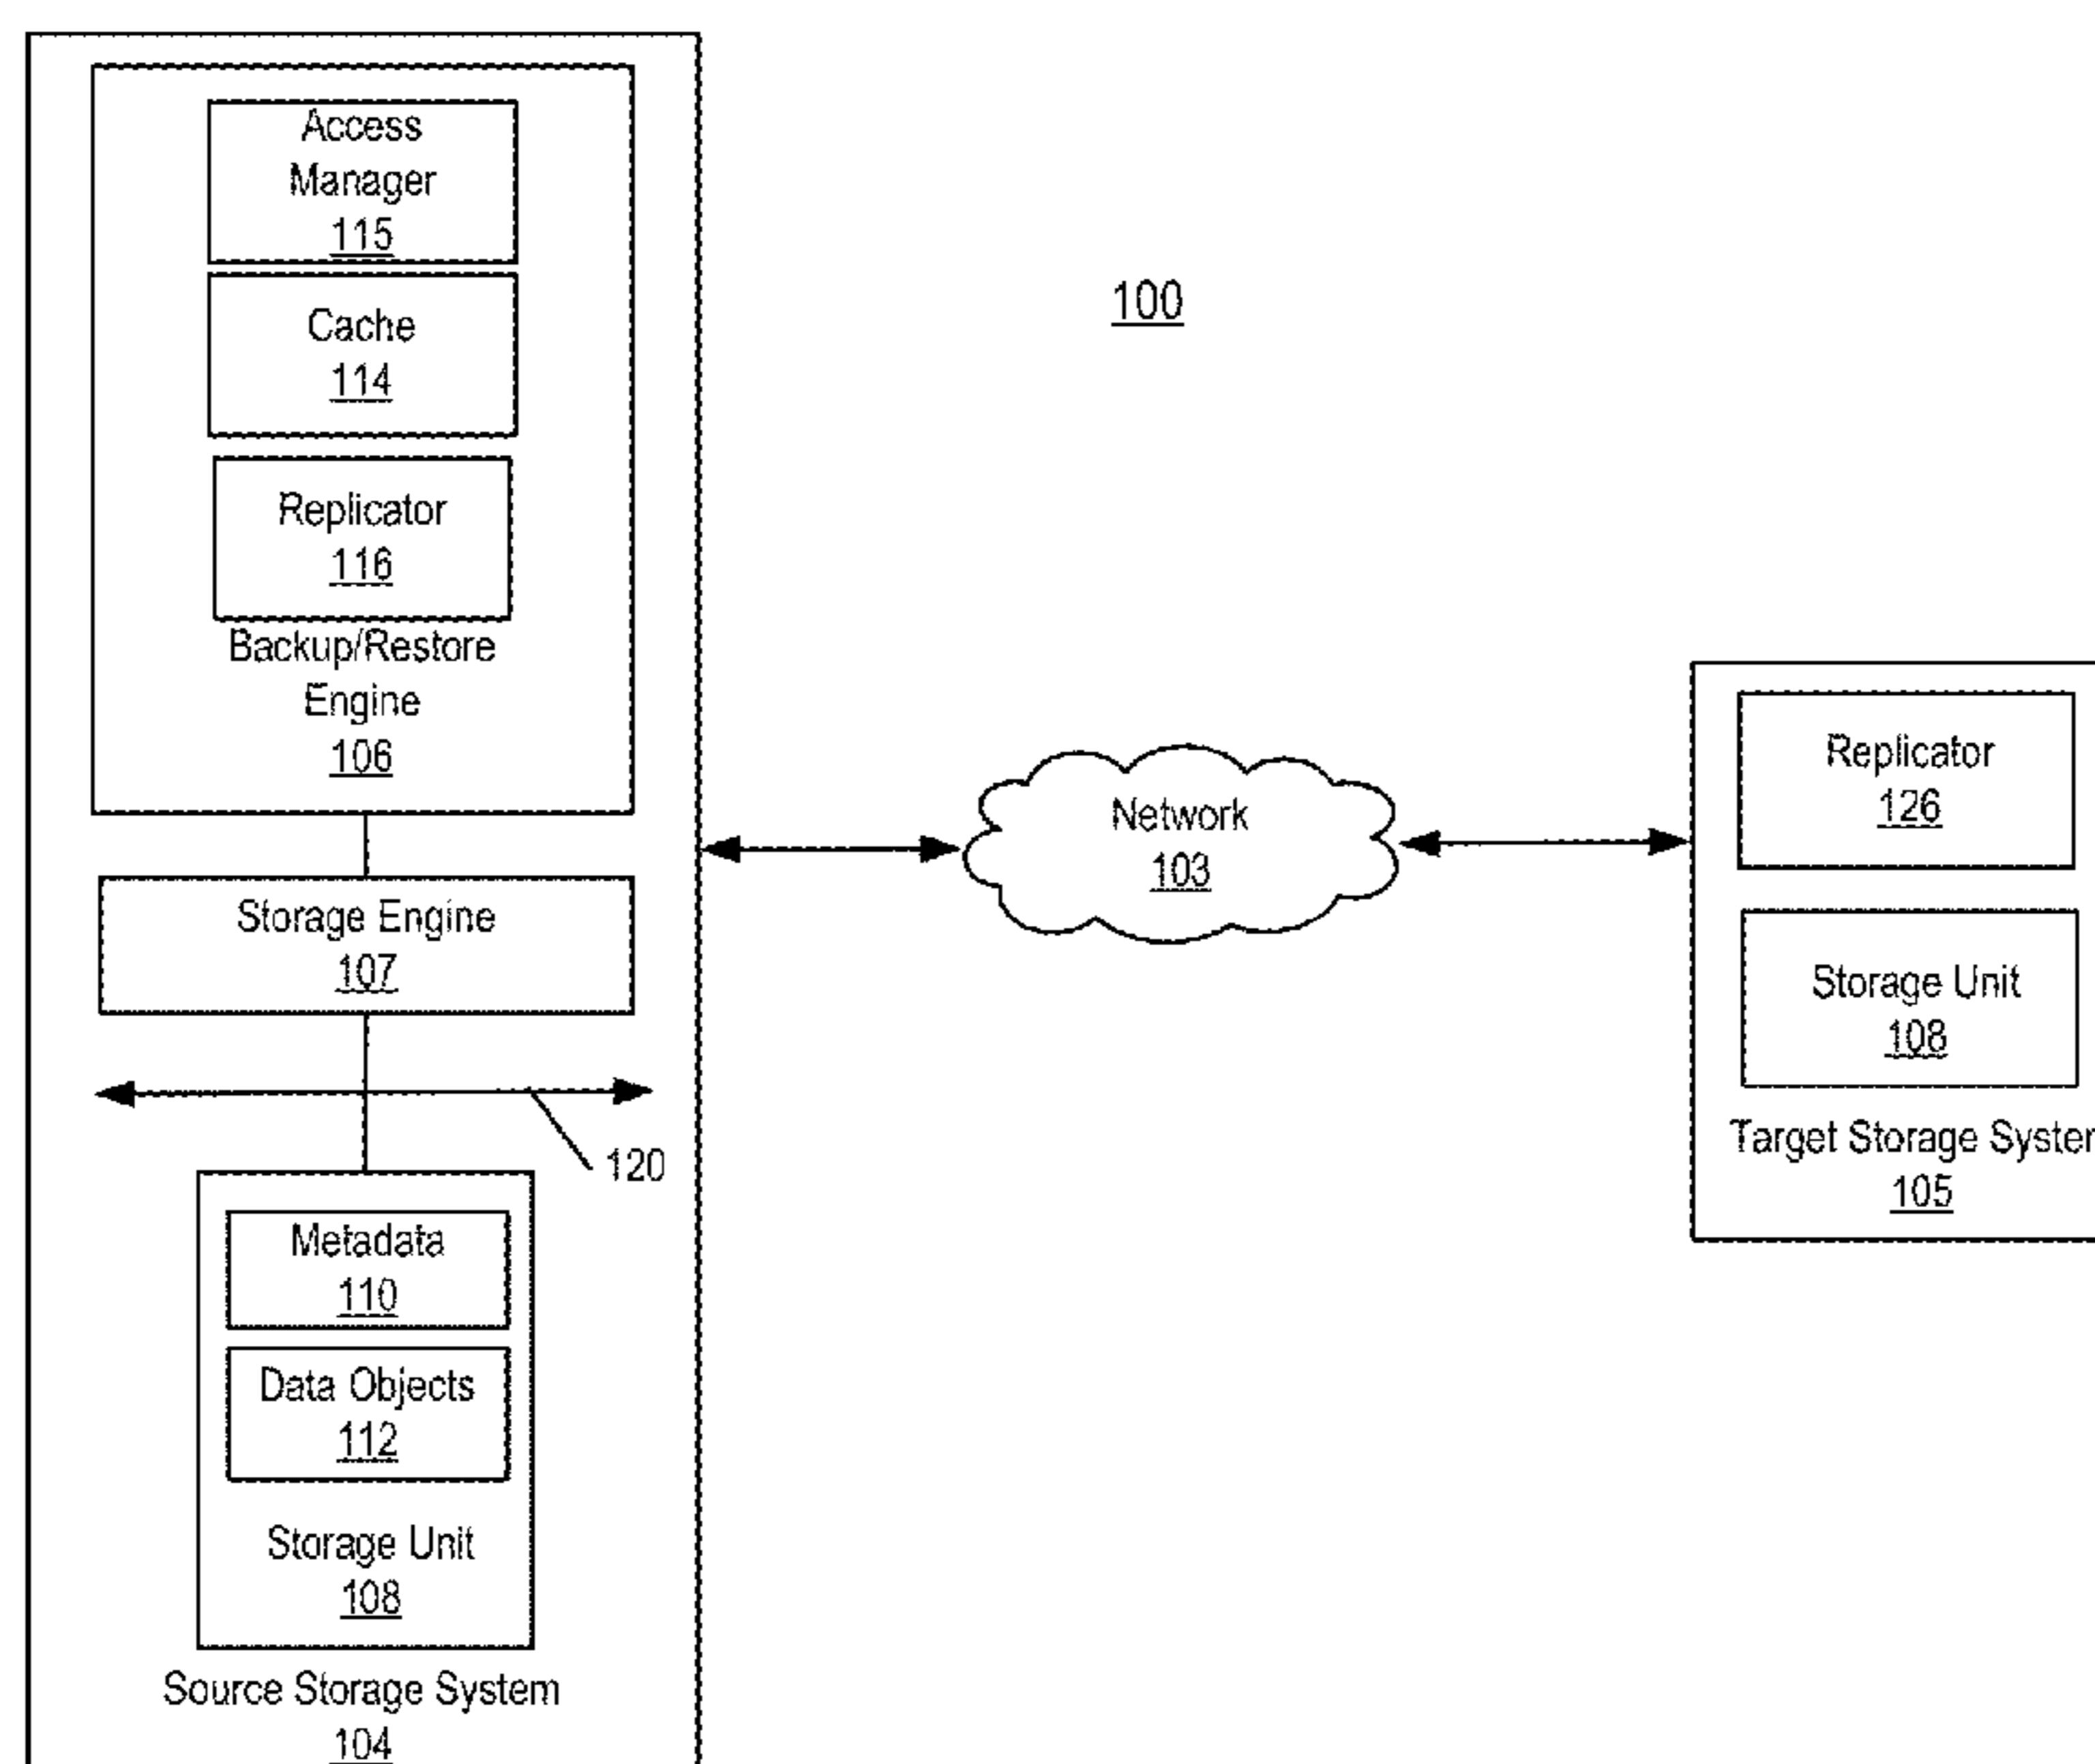 Access
Manager
115
Cache
114
Replicator
116
Backup/Restore
Engine
106
Storage Engine
107
120
Metadata
110
Data Objects
112
Storage Unit
108
Source Storage System
104
100
Network
103
Replicator
126
Storage Unit
108
Target Storage System
105